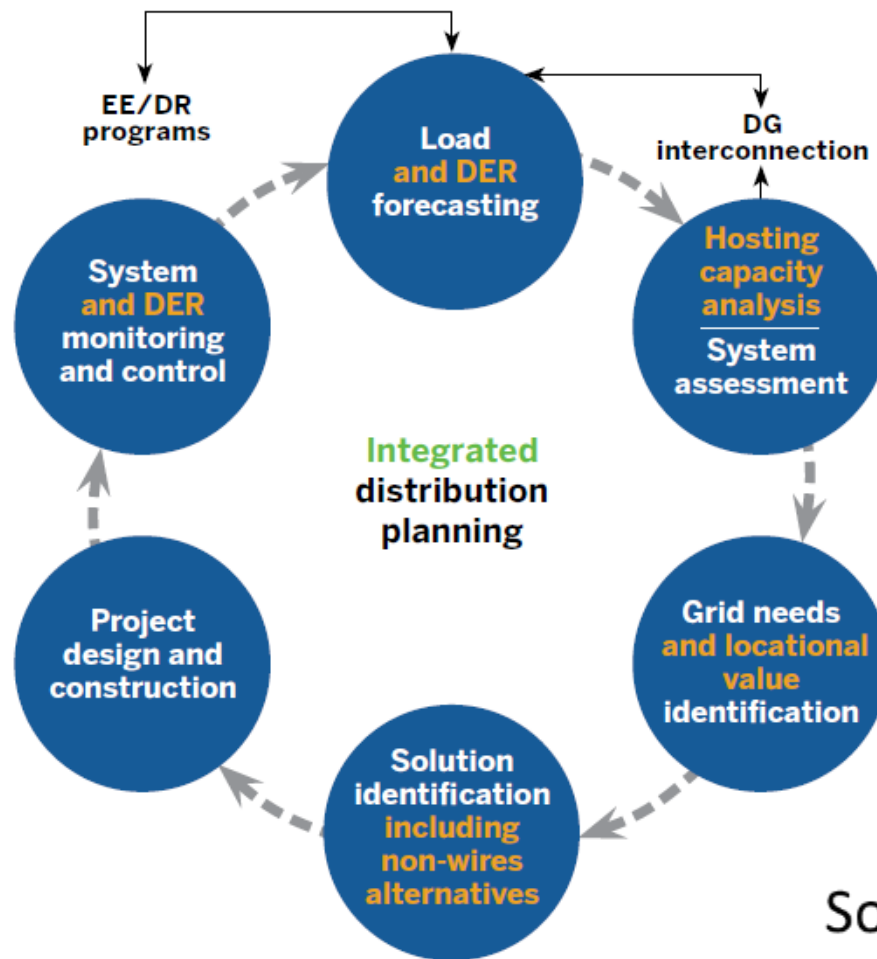 EE/DR
programs
Load
and DER
forecasting
DG
interconnection
Hosting
capacity
analysis
System
assessment
System
and DER
monitoring
and control
Integrated
distribution
planning
Grid needs
and locational
value
identification
Project
design and
construction
Solution
identification
including
non-wires
alternatives
So